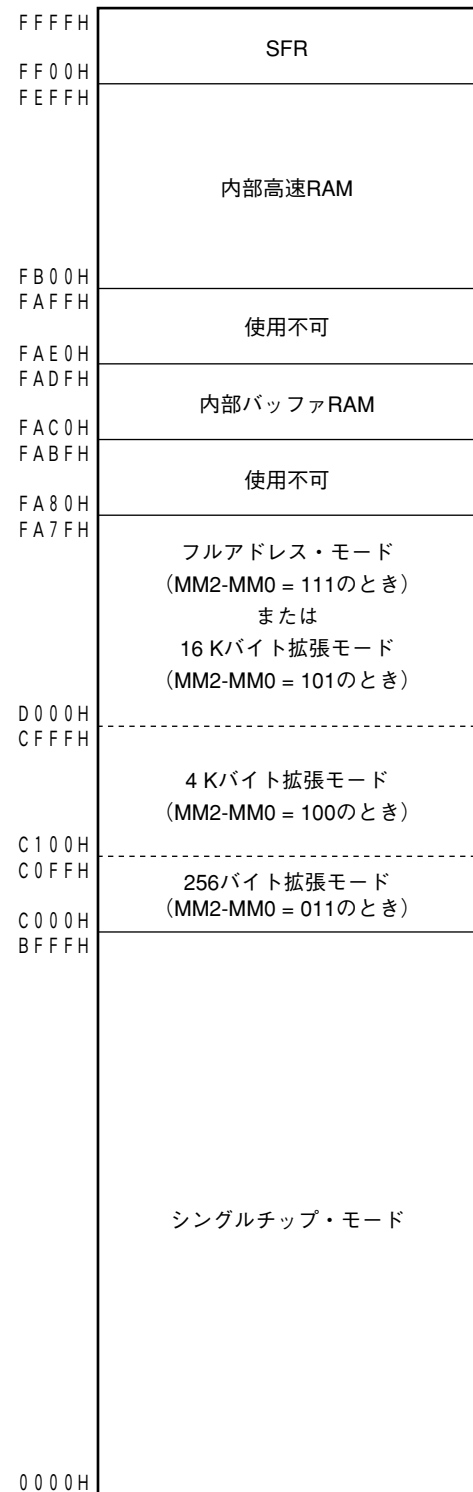 FFFFH
SFR
FF00H
FEFFH
内部高速RAM
FB00H
FAFFH
使用不可
FAE0H
FADFH
内部バッファRAM
FAC0H
FABFH
使用不可
FA80H
FA7FH
フルアドレス・モード
（MM2-MM0 = 111のとき）
または
16 Kバイト拡張モード
（MM2-MM0 = 101のとき）
D000H
CFFFH
4 Kバイト拡張モード
（MM2-MM0 = 100のとき）
C100H
C0FFH
256バイト拡張モード
（MM2-MM0 = 011のとき）
C000H
BFFFH
シングルチップ・モード
0000H